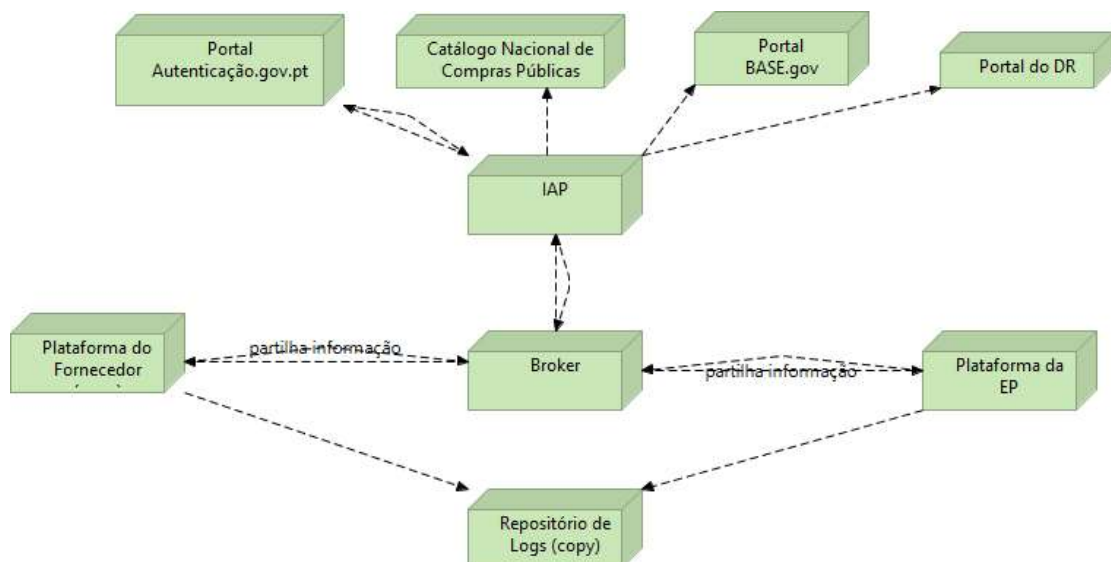 Portal
Autenticação.gov.pt
Catálogo Nacional de
Compras Públicas
Portal
BASE.gov
Portal do DR
IAP
Plataforma do
Fornecedor
partilha informação
Broker
partilha informação
Plataforma da
EP
Repositório de
Logs (copy)